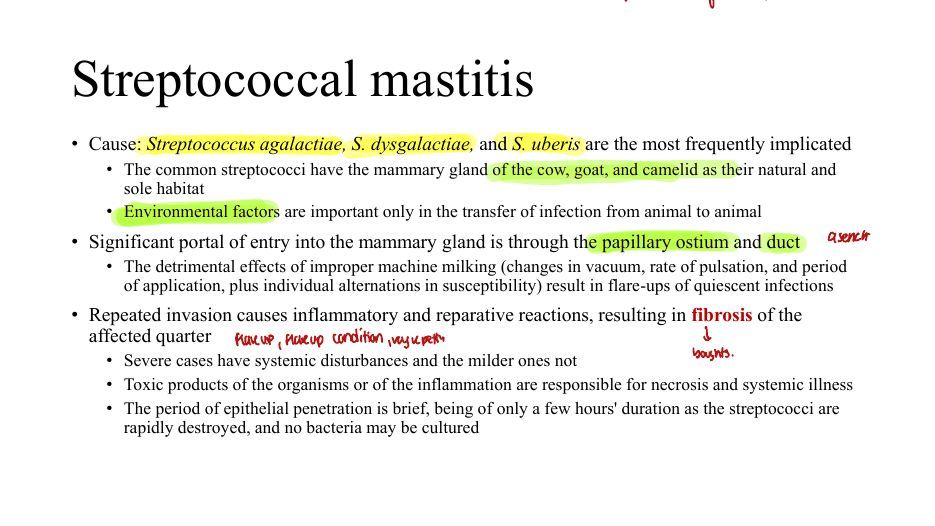 Streptococcal mastitis
• Cause: Streptococcus agalactiae, S. dysgalactiae, and S. uberis are the most frequently implicated
• The common streptococci have the mammary gland of the cow, goat, and camelid as their natural and
sole habitat
• Environmental factors are important only in the transfer of infection from animal to animal
• Significant portal of entry into the mammary gland is through the papillary ostium and duct
• The detrimental effects of improper machine milking (changes in vacuum, rate of pulsation, and period
of application, plus individual alternations in susceptibility) result in flare-ups of quiescent infections
• Repeated invasion causes inflammatory and reparative reactions, resulting in fibrosis of the
affected quarter flare up, flare up condition,
• Severe cases have systemic disturbances and the milder ones not
• Toxic products of the organisms or of the inflammation are responsible for necrosis and systemic illness
• The period of epithelial penetration is brief, being of only a few hours' duration as the streptococci are
rapidly destroyed, and no bacteria may be cultured